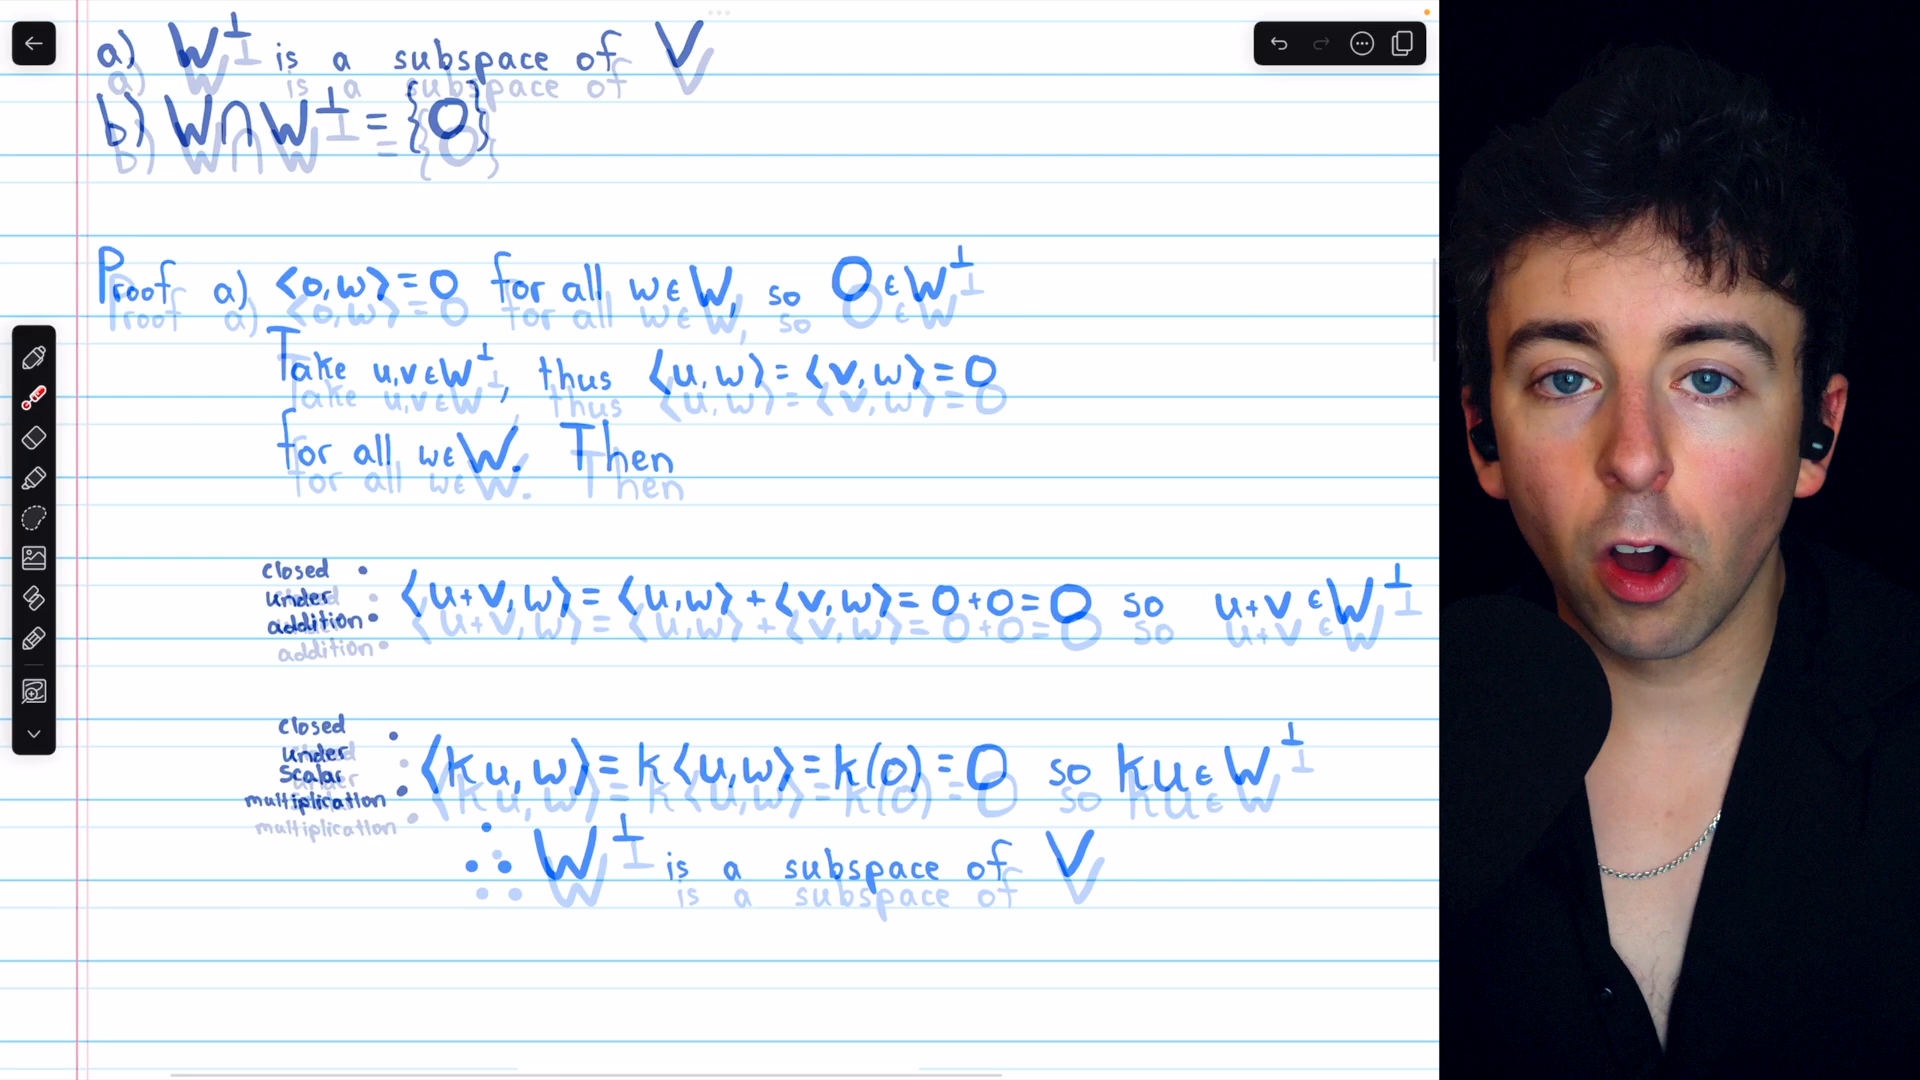 a) W⊥ is a subspace of V
b) W∩W⊥ = {0}
Proof a) ⟨0,w⟩=0 for all w∈W, so 0∈W⊥
Take u,v∈W⊥, thus ⟨u,w⟩=⟨v,w⟩=0
for all w∈W. Then
closed
under
addition
⟨u+v,w⟩=⟨u,w⟩+⟨v,w⟩=0+0=0 so u+v∈W⊥
closed
under
scalar
multiplication
⟨ku,w⟩=k⟨u,w⟩=k(0)=0 so ku∈W⊥
∴ W⊥ is a subspace of V